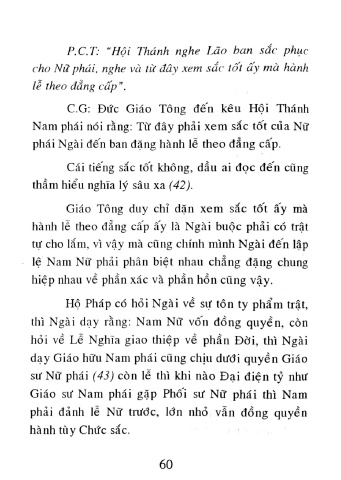 P.C.T: “Hội Thánh nghe Lão ban sắc phục
cho Nữ phái, nghe và từ đây xem sắc tốt ấy mà hành
lễ theo đẳng cấp”.
C.G: Đức Giáo Tông đến kêu Hội Thánh
Nam phái nói rằng: Từ đây phải xem sắc tốt của Nữ
phái Ngài đến ban đặng hành lễ theo đẳng cấp.
Cái tiếng sắc tốt không, dầu ai đọc đến cũng
thầm hiểu nghĩa lý sâu xa (42).
Giáo Tông duy chỉ dặn xem sắc tốt ấy mà
hành lễ theo đẳng cấp ấy là Ngài buộc phải có trật
tự cho lắm, vì vậy mà cũng chính mình Ngài đến lập
lệ Nam Nữ phải phân biệt nhau chẳng đặng chung
hiệp nhau về phần xác và phần hồn cũng vậy.
Hộ Pháp có hỏi Ngài về sự tôn ty phẩm trật,
thì Ngài dạy rằng: Nam Nữ vốn đồng quyền, còn
hỏi về Lễ Nghĩa giao thiệp về phần Đời, thì Ngài
dạy Giáo hữu Nam phái cũng chịu dưới quyền Giáo
sư Nữ phái (43) còn lễ thì khi nào Đại điện tỷ như
Giáo sư Nam phái gặp Phối sư Nữ phái thì Nam
phải đảnh lễ Nữ trước, lớn nhỏ vẫn đồng quyền
hành tùy Chức sắc.
60